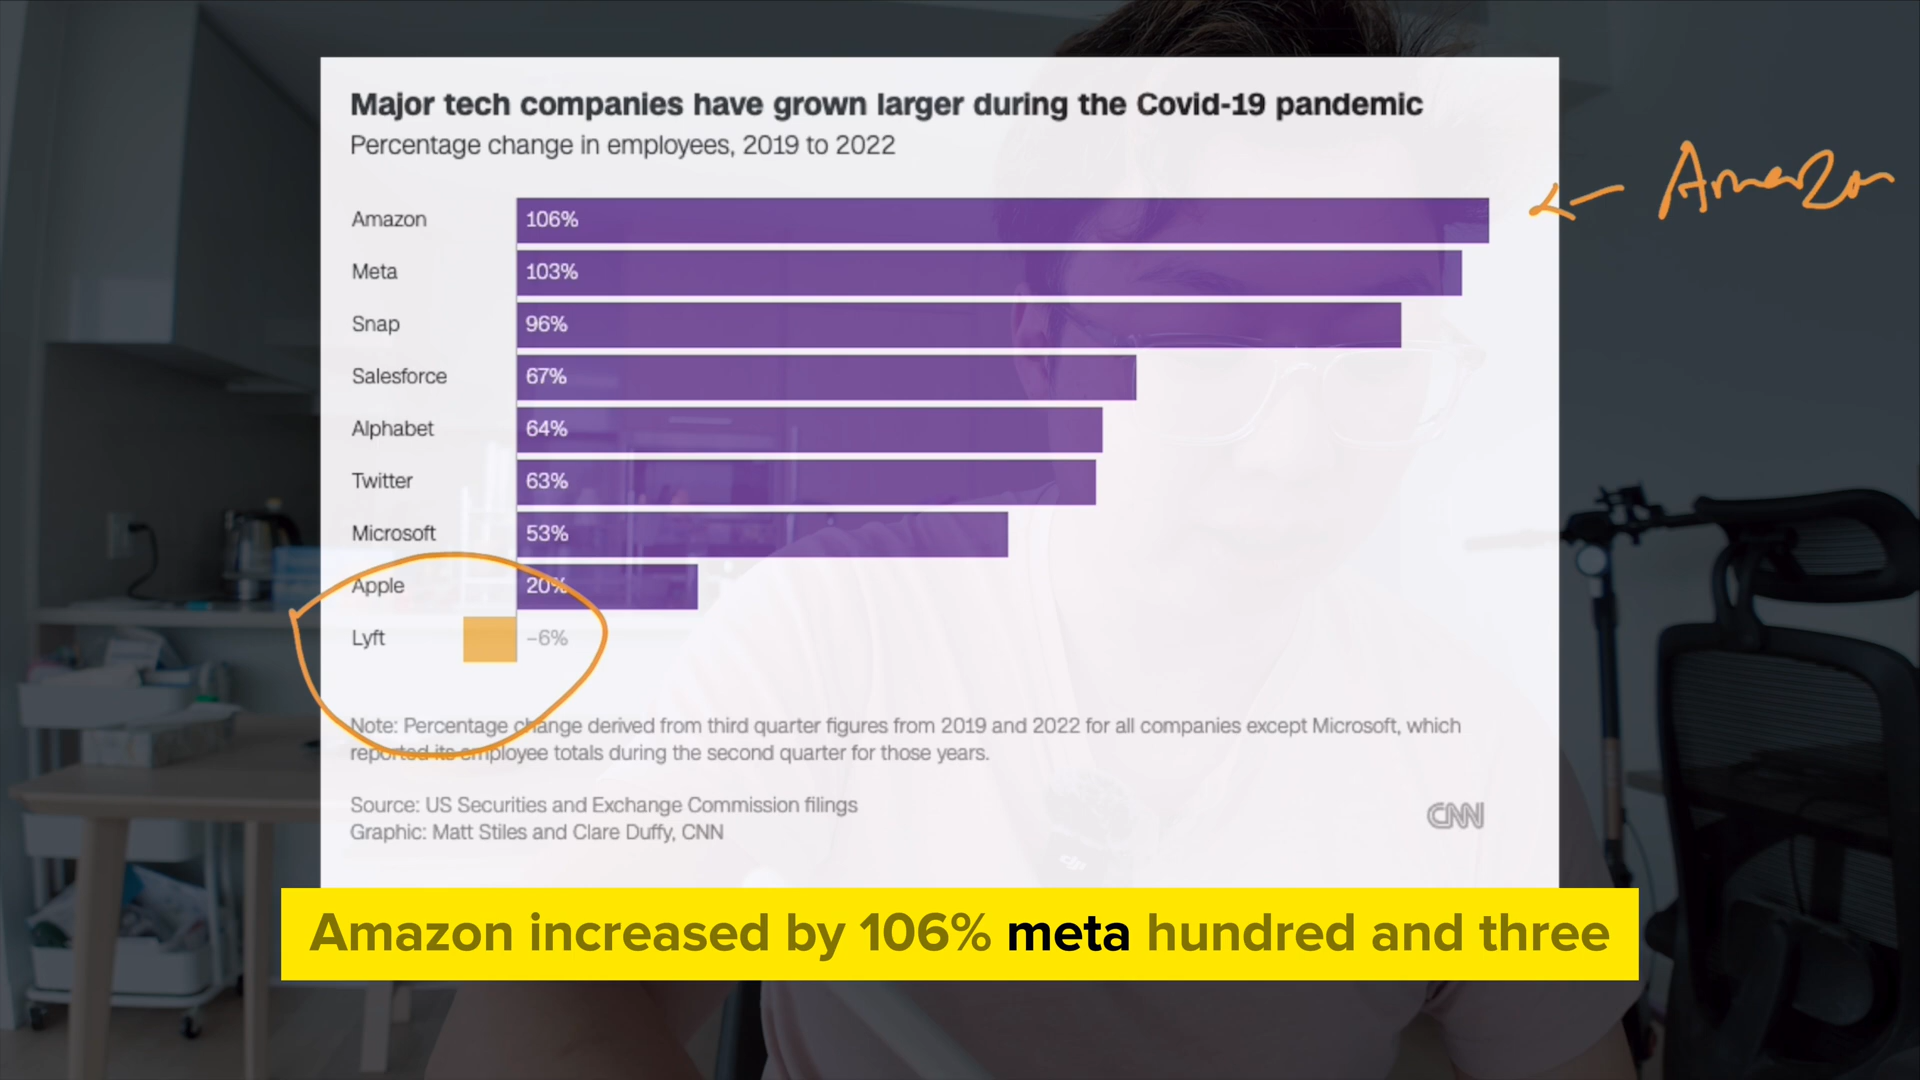 Major tech companies have grown larger during the Covid-19 pandemic
Percentage change in employees, 2019 to 2022
Amazon 106%
Amazon
Meta 103%
Snap 96%
Salesforce 67%
Alphabet 64%
Twitter 63%
Microsoft 53%
Apple 20%
Lyft -6%
Note: Percentage change derived from third quarter figures from 2019 and 2022 for all companies except Microsoft, which
reported its employee totals during the second quarter for those years.
Source: US Securities and Exchange Commission filings
Graphic: Matt Stiles and Clare Duffy, CNN
CNN
dji
Amazon increased by 106% meta hundred and three